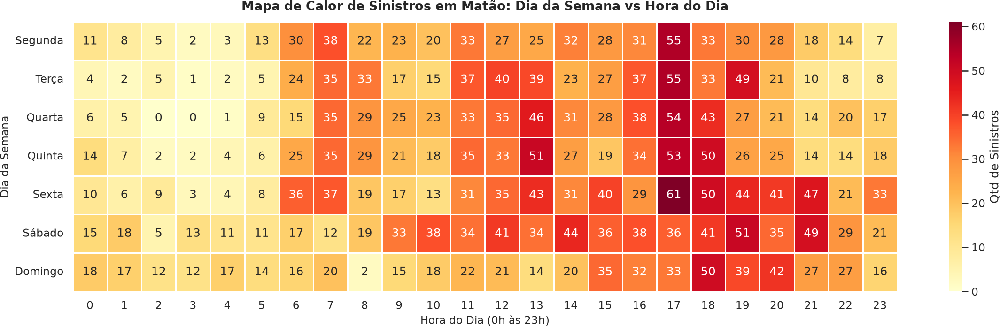 Mapa de Calor de Sinistros em Matão: Dia da Semana vs Hora do Dia
Segunda 11 8 5 2 3 13 30 38 22 23 20 33 27 25 32 28 31 55 33 30 28 18 14 7
Terça 4 2 5 1 2 5 24 35 33 17 15 37 40 39 23 27 37 55 33 49 21 10 8 8
Quarta 6 5 0 0 1 9 15 35 29 25 23 33 35 46 31 28 38 54 43 27 21 14 20 17
Quinta 14 7 2 2 4 6 25 35 29 21 18 35 33 51 27 19 34 53 50 26 25 14 14 18
Sexta 10 6 9 3 4 8 36 37 19 17 13 31 35 43 31 40 29 61 50 44 41 47 21 33
Sábado 15 18 5 13 11 11 17 12 19 33 38 34 41 34 44 36 38 36 41 51 35 49 29 21
Domingo 18 17 12 12 17 14 16 20 2 15 18 22 21 14 20 35 32 33 50 39 42 27 27 16
0 1 2 3 4 5 6 7 8 9 10 11 12 13 14 15 16 17 18 19 20 21 22 23
Hora do Dia (0h às 23h)
Dia da Semana
60
50
40
30
20
10
0
Qtd de Sinistros